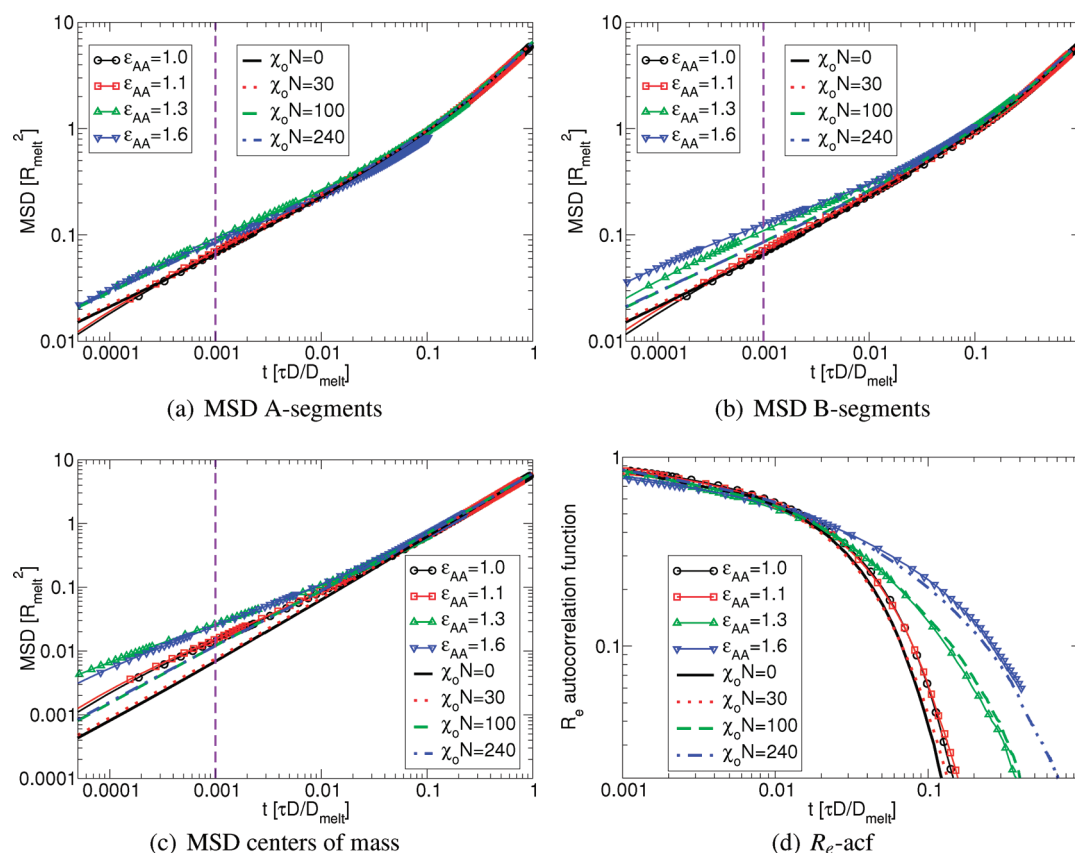 10
1
0.1
0.01
MSD [R_melt^2]
ε_AA=1.0
ε_AA=1.1
ε_AA=1.3
ε_AA=1.6
χ_oN=0
χ_oN=30
χ_oN=100
χ_oN=240
0.0001 0.001 0.01 0.1 1
t [τD/D_melt]
(a) MSD A-segments
10
1
0.1
0.01
MSD [R_melt^2]
ε_AA=1.0
ε_AA=1.1
ε_AA=1.3
ε_AA=1.6
χ_oN=0
χ_oN=30
χ_oN=100
χ_oN=240
0.0001 0.001 0.01 0.1
t [τD/D_melt]
(b) MSD B-segments
10
1
0.1
0.01
0.001
0.0001
MSD [R_melt^2]
ε_AA=1.0
ε_AA=1.1
ε_AA=1.3
ε_AA=1.6
χ_oN=0
χ_oN=30
χ_oN=100
χ_oN=240
0.0001 0.001 0.01 0.1 1
t [τD/D_melt]
(c) MSD centers of mass
1
0.1
R_e autocorrelation function
ε_AA=1.0
ε_AA=1.1
ε_AA=1.3
ε_AA=1.6
χ_oN=0
χ_oN=30
χ_oN=100
χ_oN=240
0.001 0.01 0.1
t [τD/D_melt]
(d) R_e-acf